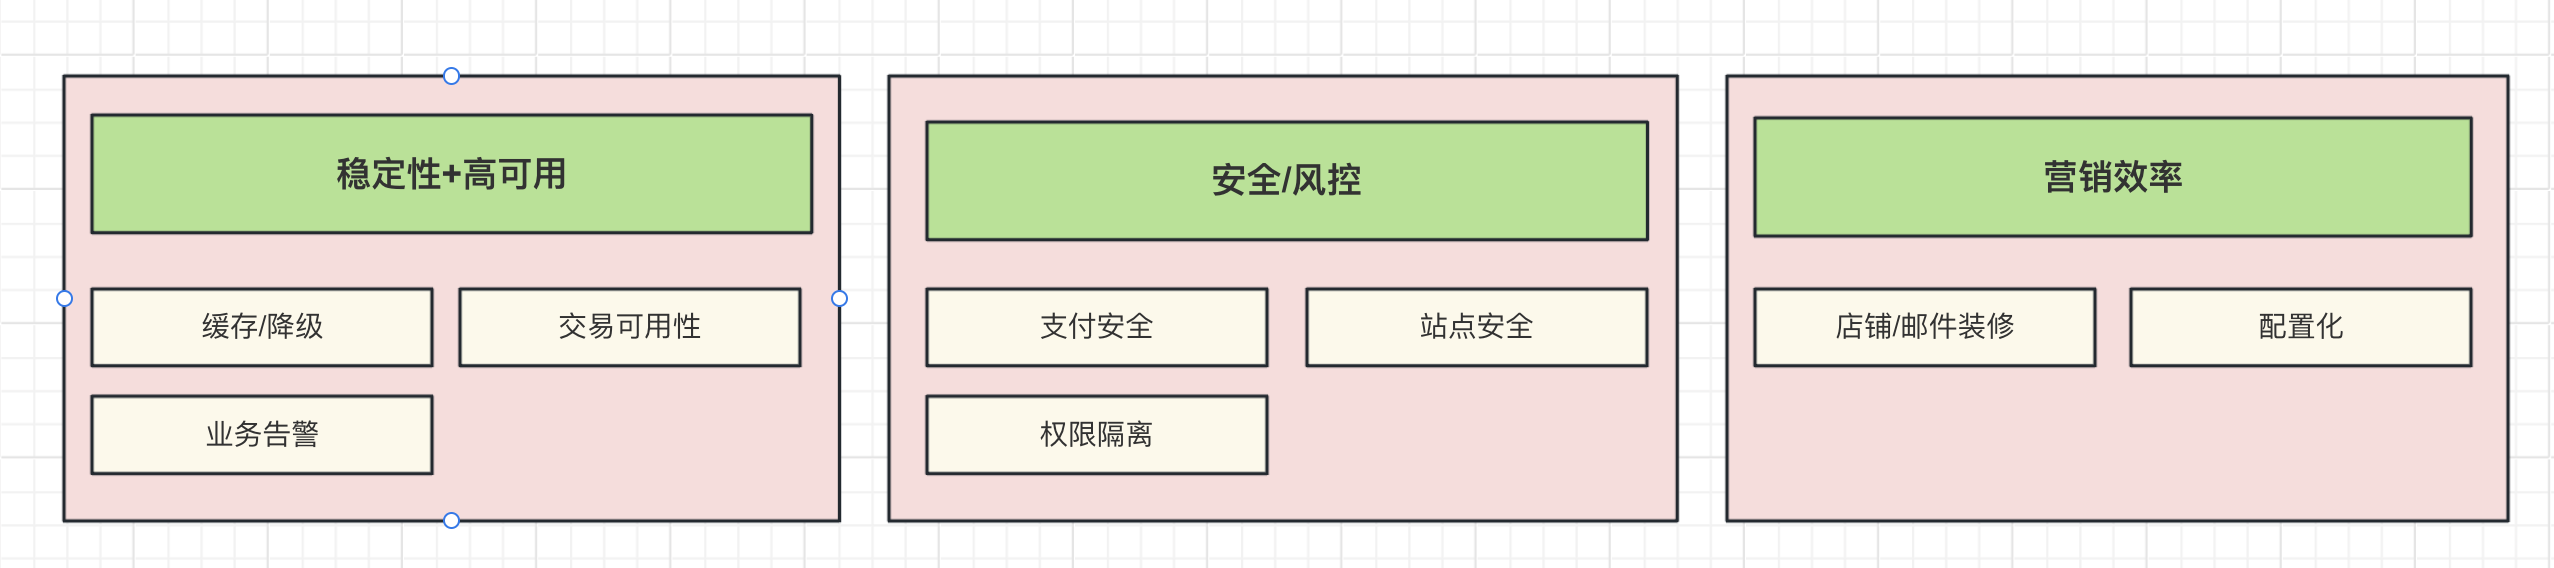 稳定性+高可用
缓存/降级
交易可用性
业务告警
安全/风控
支付安全
站点安全
权限隔离
营销效率
店铺/邮件装修
配置化